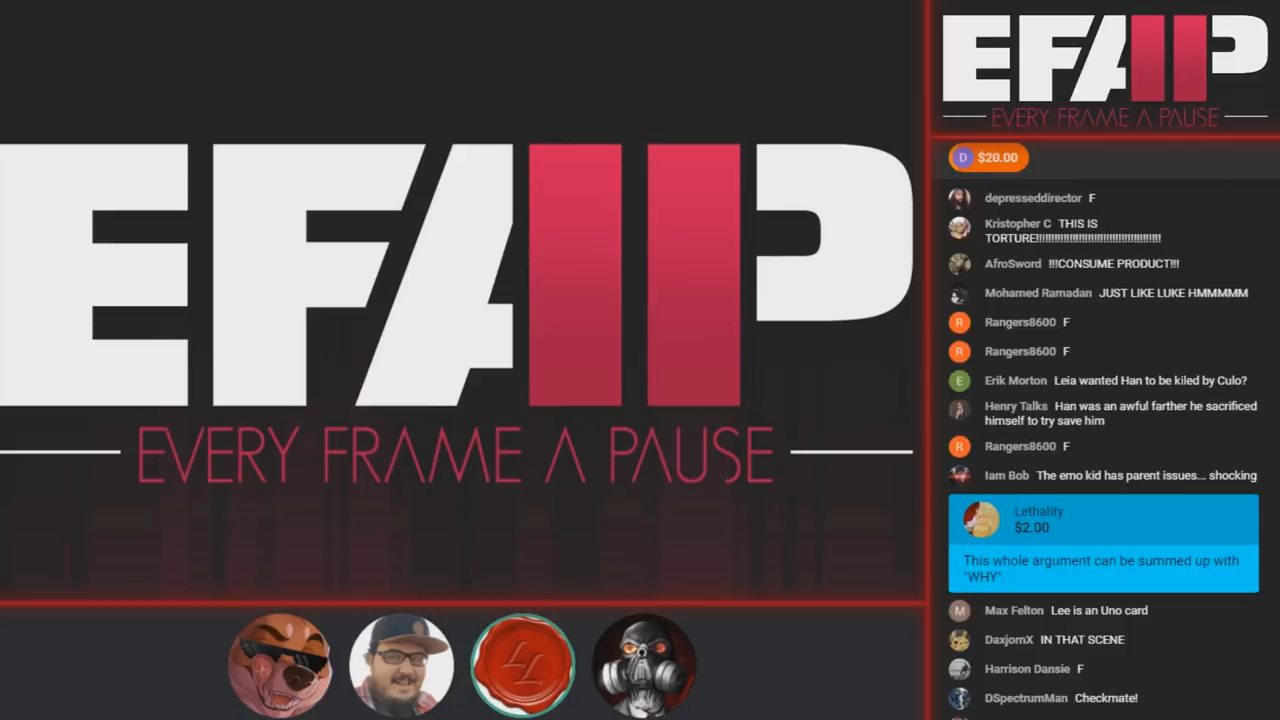 EFAP
EVERY FRAME A PAUSE
EFAP
EVERY FRAME A PAUSE
D $20.00
depresseddirector F
Kristopher C THIS IS
AfroSword !!!CONSUME PRODUCT!!!
Mohamed Ramadan JUST LIKE LUKE HMMMMM
R Rangers8600 F
R Rangers8600 F
E Erik Morton Leia wanted Han to be kiled by Culo?
Henry Talks Han was an awful farther he sacrificed
himself to try save him
R Rangers8600 F
Iam Bob The emo kid has parent issues... shocking
Lethality
$2.00
This whole argument can be summed up with
"WHY".
M Max Felton Lee is an Uno card
DaxjornX IN THAT SCENE
Harrison Dansie F
DSpectrumMan Checkmate!
LL